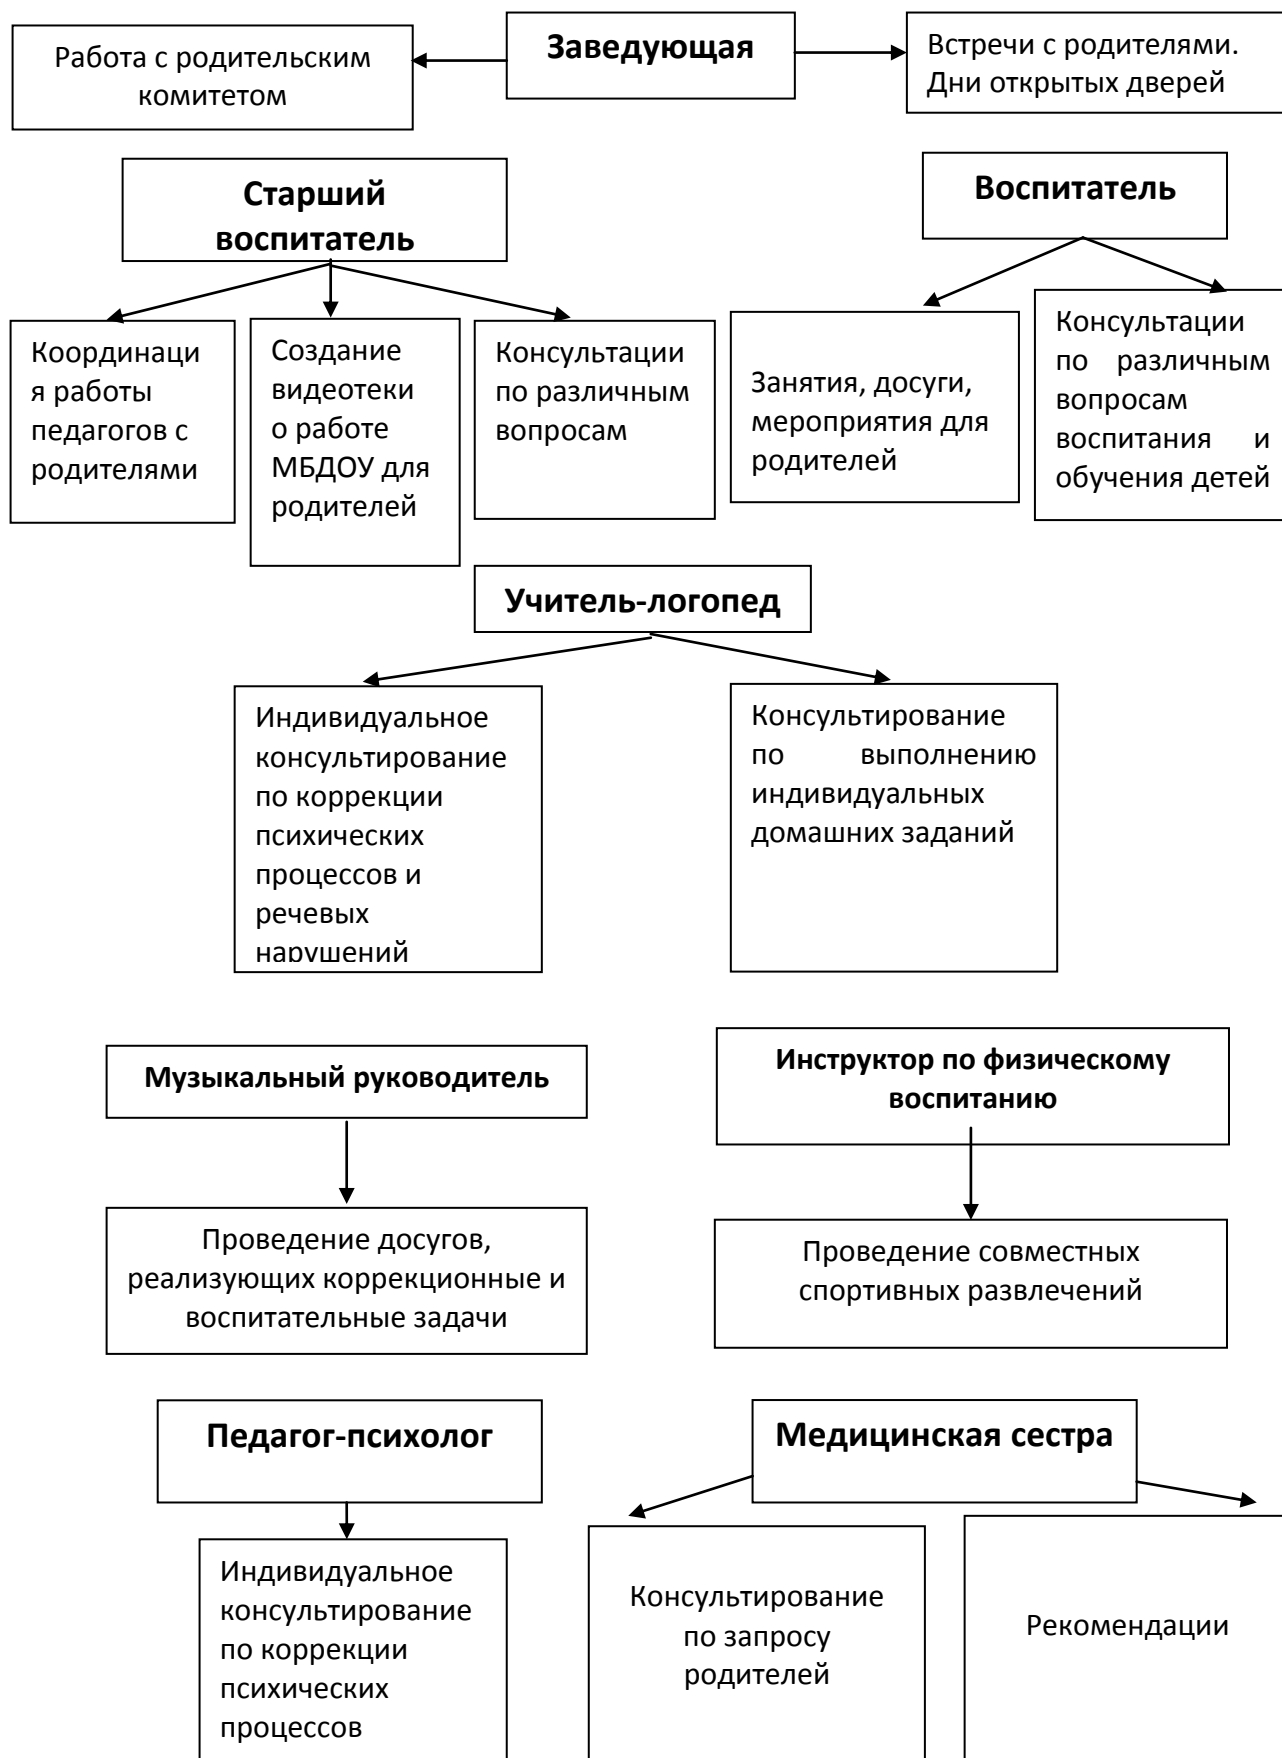 Заведующая
Работа с родительским
комитетом
Встречи с родителями.
Дни открытых дверей
Старший
воспитатель
Воспитатель
Координаци
я работы
педагогов с
родителями
Создание
видеотеки
о работе
МБДОУ для
родителей
Консультации
по различным
вопросам
Занятия, досуги,
мероприятия для
родителей
Консультации
по различным
вопросам
воспитания и
обучения детей
Учитель-логопед
Индивидуальное
консультирование
по коррекции
психических
процессов и
речевых
нарушений
Консультирование
по выполнению
индивидуальных
домашних заданий
Музыкальный руководитель
Инструктор по физическому
воспитанию
Проведение досугов,
реализующих коррекционные и
воспитательные задачи
Проведение совместных
спортивных развлечений
Педагог-психолог
Медицинская сестра
Индивидуальное
консультирование
по коррекции
психических
процессов
Консультирование
по запросу
родителей
Рекомендации